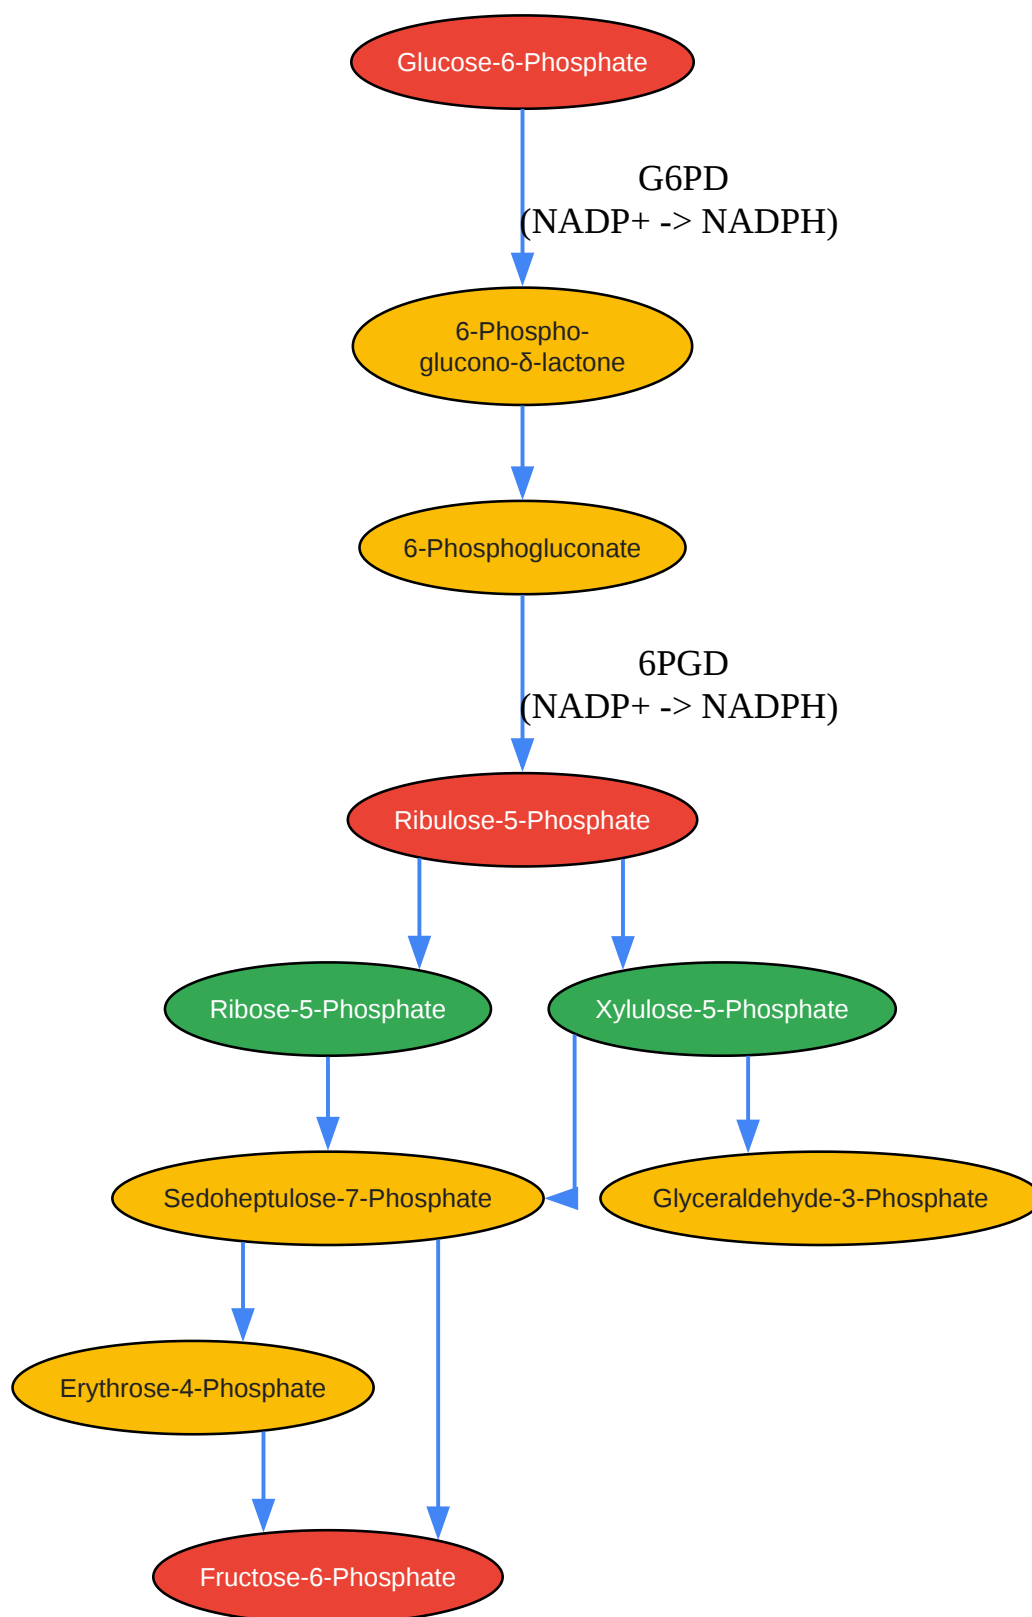 Glucose-6-Phosphate
G6PD
(NADP+ -> NADPH)
6-Phospho-
glucono-δ-lactone
6-Phosphogluconate
6PGD
(NADP+ -> NADPH)
Ribulose-5-Phosphate
Ribose-5-Phosphate
Xylulose-5-Phosphate
Sedoheptulose-7-Phosphate
Glyceraldehyde-3-Phosphate
Erythrose-4-Phosphate
Fructose-6-Phosphate